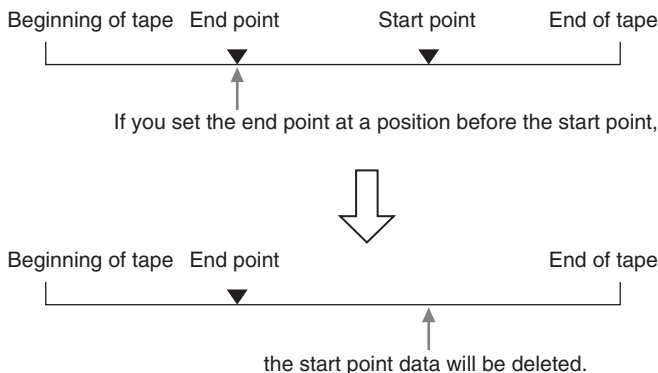 Beginning of tape End point Start point End of tape
If you set the end point at a position before the start point,
Beginning of tape End point End of tape
the start point data will be deleted.